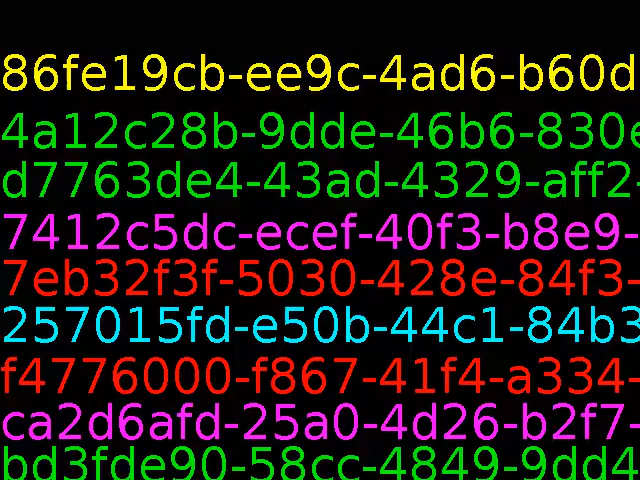 86fe19cb-ee9c-4ad6-b60d
4a12c28b-9dde-46b6-830e
d7763de4-43ad-4329-aff2-
7412c5dc-ecef-40f3-b8e9-
7eb32f3f-5030-428e-84f3-
257015fd-e50b-44c1-84b3
f4776000-f867-41f4-a334-
ca2d6afd-25a0-4d26-b2f7-
bd3fde90-58cc-4849-9dd4